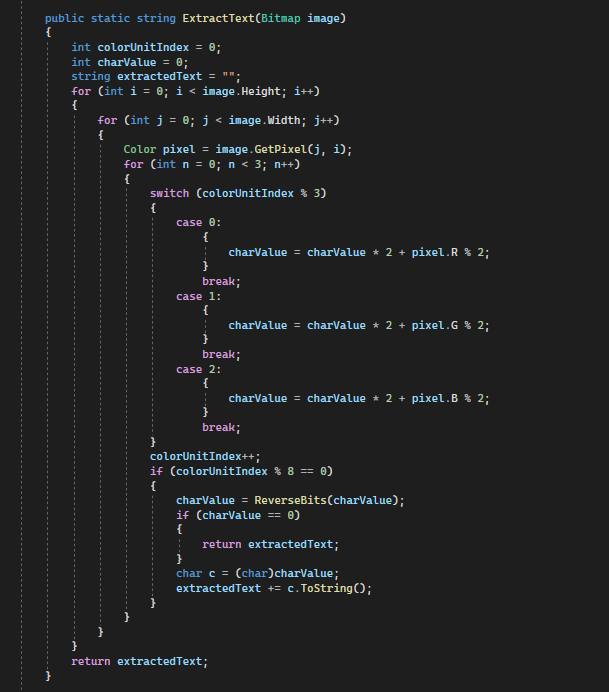 public static string ExtractText(Bitmap image)
{
int colorUnitIndex = 0;
int charValue = 0;
string extractedText = "";
for (int i = 0; i < image.Height; i++)
{
for (int j = 0; j < image.Width; j++)
{
Color pixel = image.GetPixel(j, i);
for (int n = 0; n < 3; n++)
{
switch (colorUnitIndex % 3)
{
case 0:
{
charValue = charValue * 2 + pixel.R % 2;
}
break;
case 1:
{
charValue = charValue * 2 + pixel.G % 2;
}
break;
case 2:
{
charValue = charValue * 2 + pixel.B % 2;
}
break;
}
colorUnitIndex++;
if (colorUnitIndex % 8 == 0)
{
charValue = ReverseBits(charValue);
if (charValue == 0)
{
return extractedText;
}
char c = (char)charValue;
extractedText += c.ToString();
}
}
}
}
return extractedText;
}